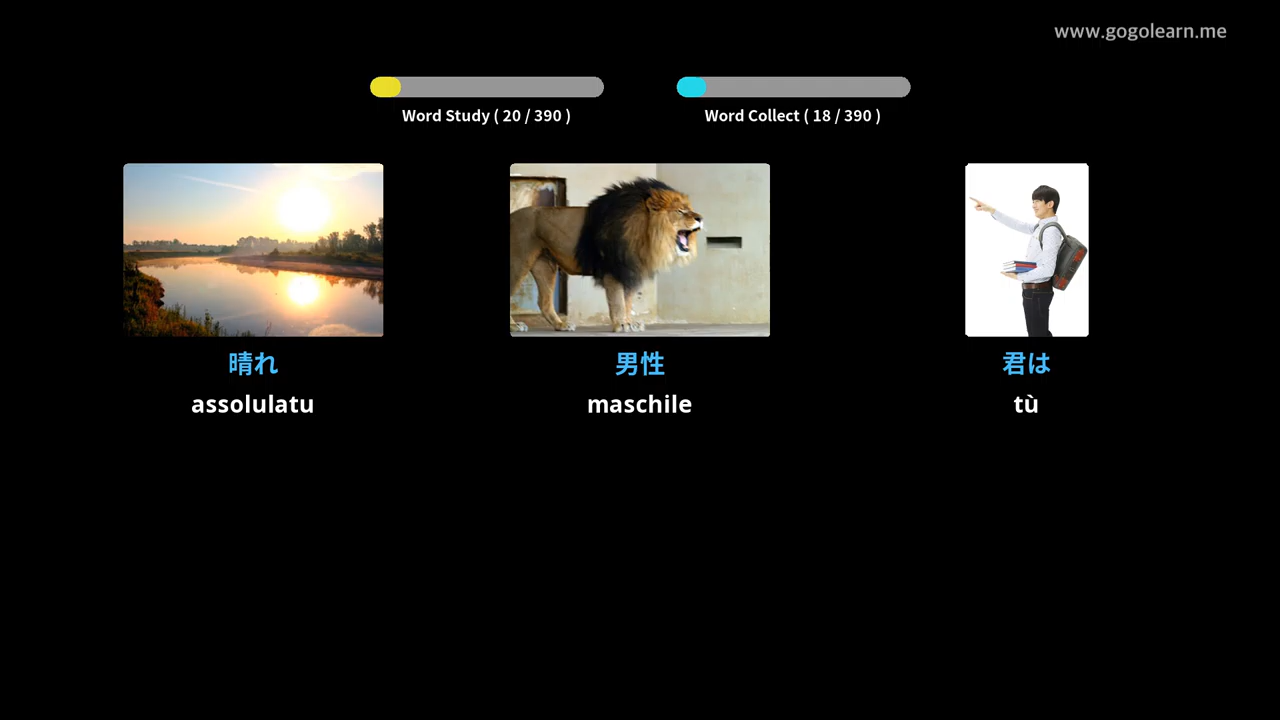 www.gogolearn.me
Word Study ( 20 / 390 )
Word Collect ( 18 / 390 )
晴れ
男性
君は
assolulatu
maschile
tù